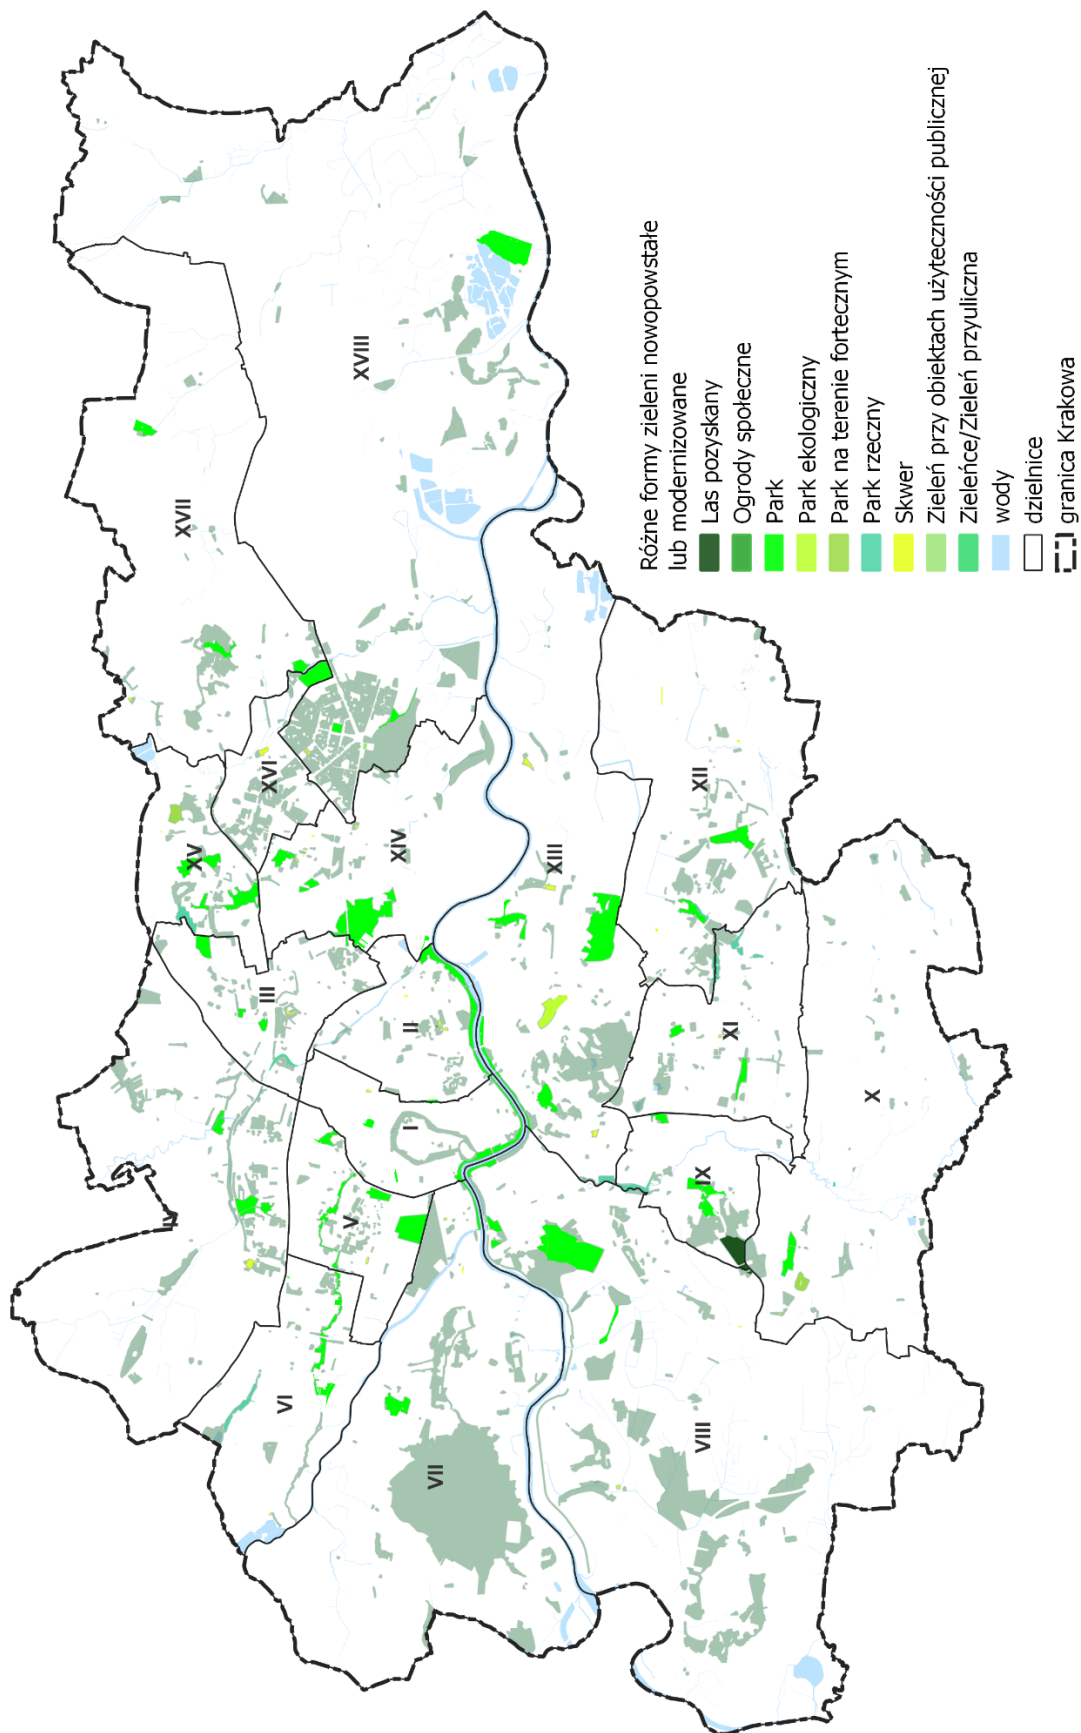 XVIII
XVII
XVI
XV
XIV
XIII
XII
III
II
XI
I
X
IV
V
IX
VI
VII
VIII
Różne formy zieleni nowopowstałe
lub modernizowane
Las pozyskany
Ogrody społeczne
Park
Park ekologiczny
Park na terenie fortecznym
Park rzeczny
Skwer
Zieleń przy obiektach użyteczności publicznej
Zieleńce/Zieleń przyuliczna
wody
dzielnice
granica Krakowa